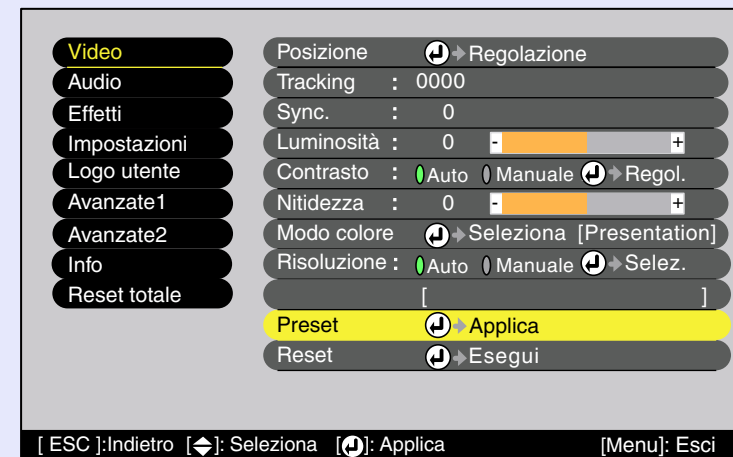 Video
Audio
Effetti
Impostazioni
Logo utente
Avanzate1
Avanzate2
Info
Reset totale
Posizione Regolazione
Tracking : 0000
Sync. : 0
Luminosità : 0 - +
Contrasto : Auto Manuale Regol.
Nitidezza : 0 - +
Modo colore Seleziona [Presentation]
Risoluzione : Auto Manuale Selez.
[ ]
Preset Applica
Reset Esegui
[ ESC ]:Indietro [ ]: Seleziona [ ]: Applica [Menu]: Esci